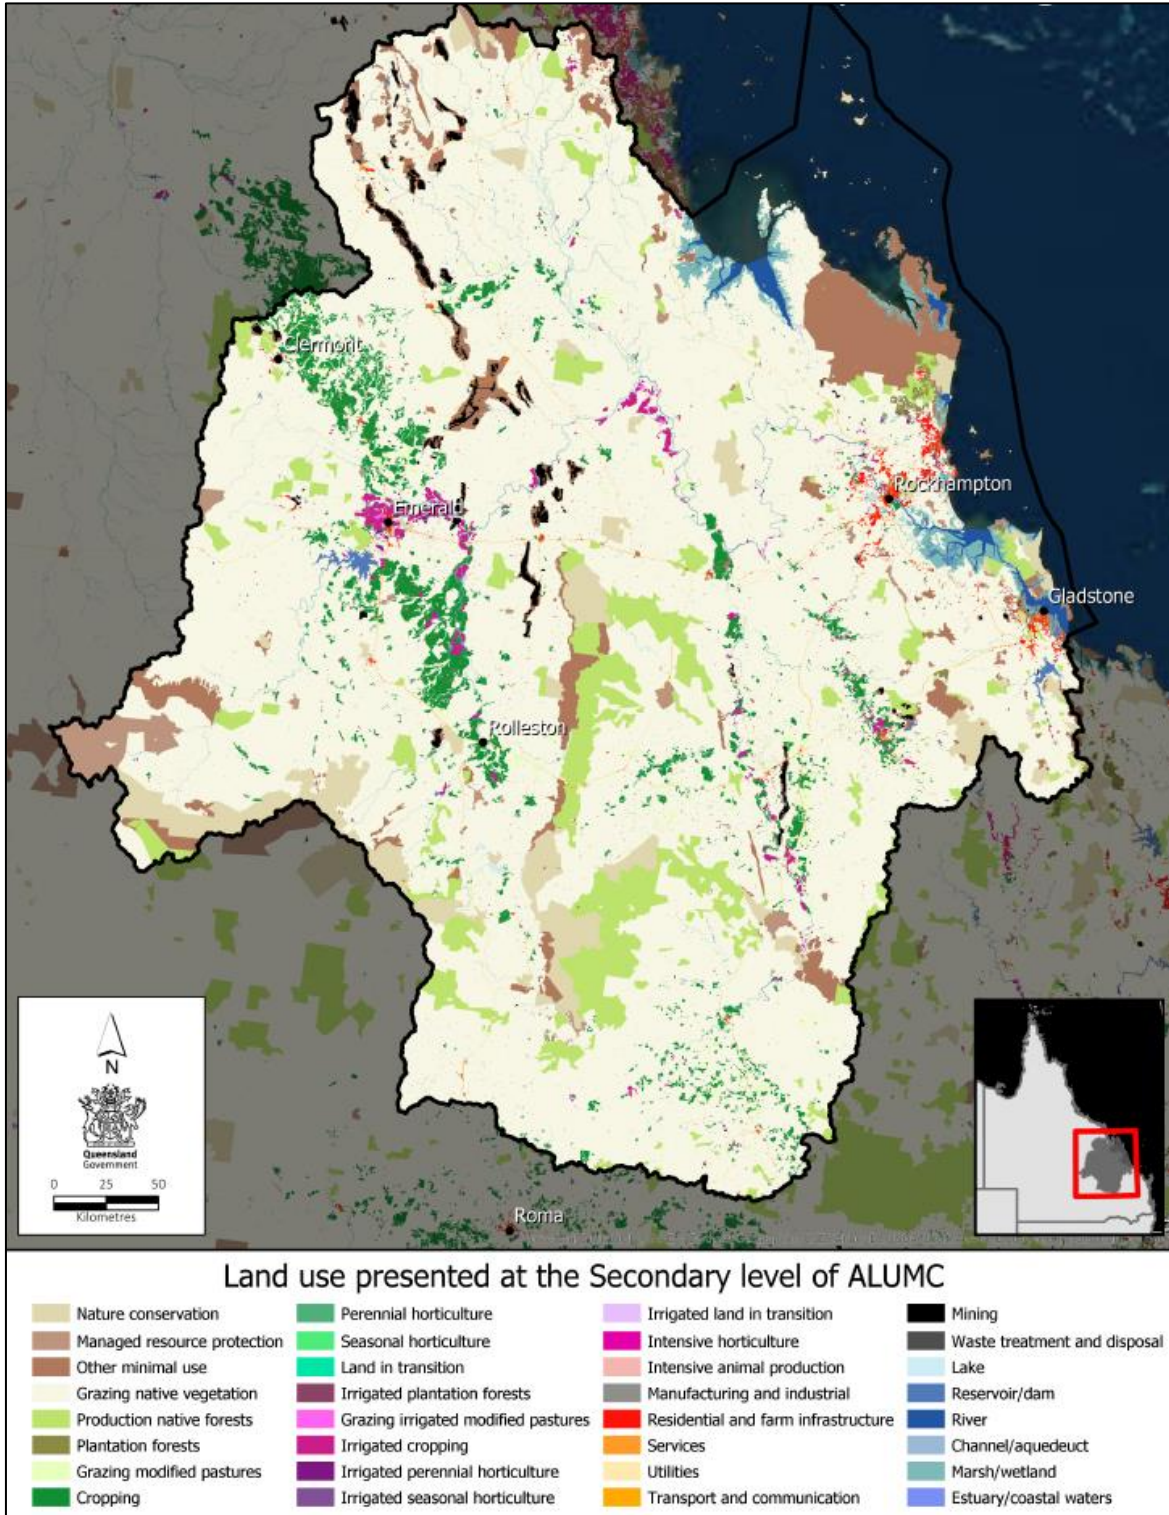 Clermont
Emerald
Rockhampton
Gladstone
Rolleston
Roma
N
Queensland
Government
0 25 50
Kilometres
Land use presented at the Secondary level of ALUMC
Nature conservation
Managed resource protection
Other minimal use
Grazing native vegetation
Production native forests
Plantation forests
Grazing modified pastures
Cropping
Perennial horticulture
Seasonal horticulture
Land in transition
Irrigated plantation forests
Grazing irrigated modified pastures
Irrigated cropping
Irrigated perennial horticulture
Irrigated seasonal horticulture
Irrigated land in transition
Intensive horticulture
Intensive animal production
Manufacturing and industrial
Residential and farm infrastructure
Services
Utilities
Transport and communication
Mining
Waste treatment and disposal
Lake
Reservoir/dam
River
Channel/aquedeuct
Marsh/wetland
Estuary/coastal waters